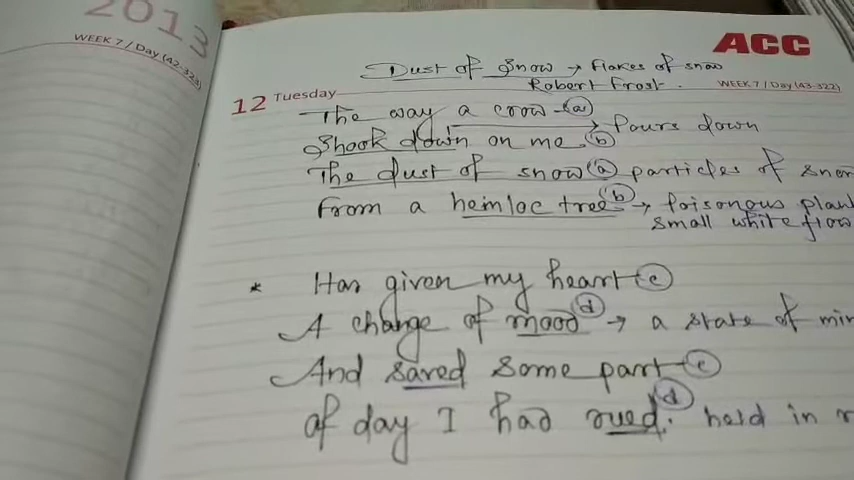 2013
WEEK 7 / Day (42-323)
ACC
Dust of Snow → flakes of snow
Robert Frost.
WEEK 7 / Day (43-322)
12 Tuesday
The way a crow (a)
Shook down on me. (b) → Pours down
The dust of snow (a) particles of snow
From a hemloc tree (b) → poisonous plant
small white flow
* Has given my heart (c)
A change of mood (d) → a state of min
And saved some part (c)
of day I had rued. (d) held in r